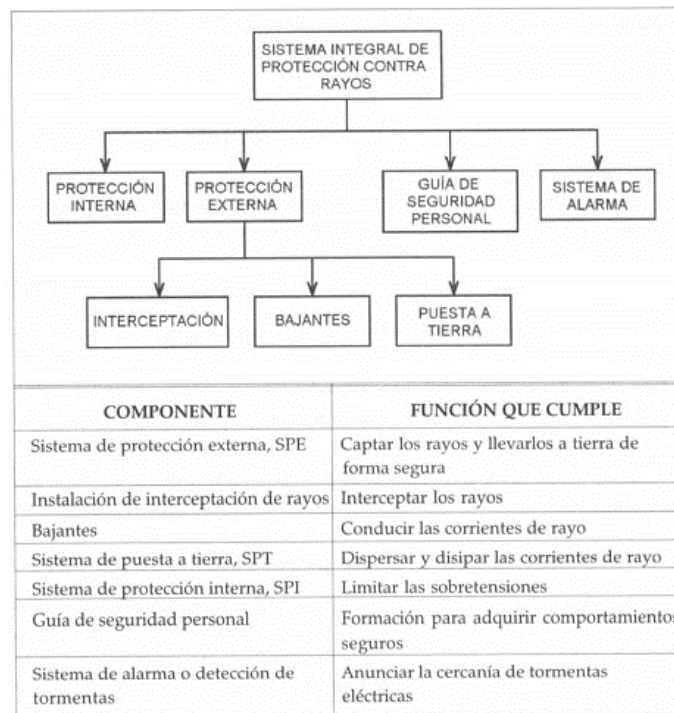 SISTEMA INTEGRAL DE
PROTECCIÓN CONTRA
RAYOS
PROTECCIÓN
INTERNA
PROTECCIÓN
EXTERNA
GUÍA DE
SEGURIDAD
PERSONAL
SISTEMA DE
ALARMA
INTERCEPTACIÓN
BAJANTES
PUESTA A
TIERRA
COMPONENTE
FUNCIÓN QUE CUMPLE
Sistema de protección externa, SPE
Captar los rayos y llevarlos a tierra de
forma segura
Instalación de interceptación de rayos
Interceptar los rayos
Bajantes
Conducir las corrientes de rayo
Sistema de puesta a tierra, SPT
Dispersar y disipar las corrientes de rayo
Sistema de protección interna, SPI
Limitar las sobretensiones
Guía de seguridad personal
Formación para adquirir comportamientos
seguros
Sistema de alarma o detección de
tormentas
Anunciar la cercanía de tormentas
eléctricas